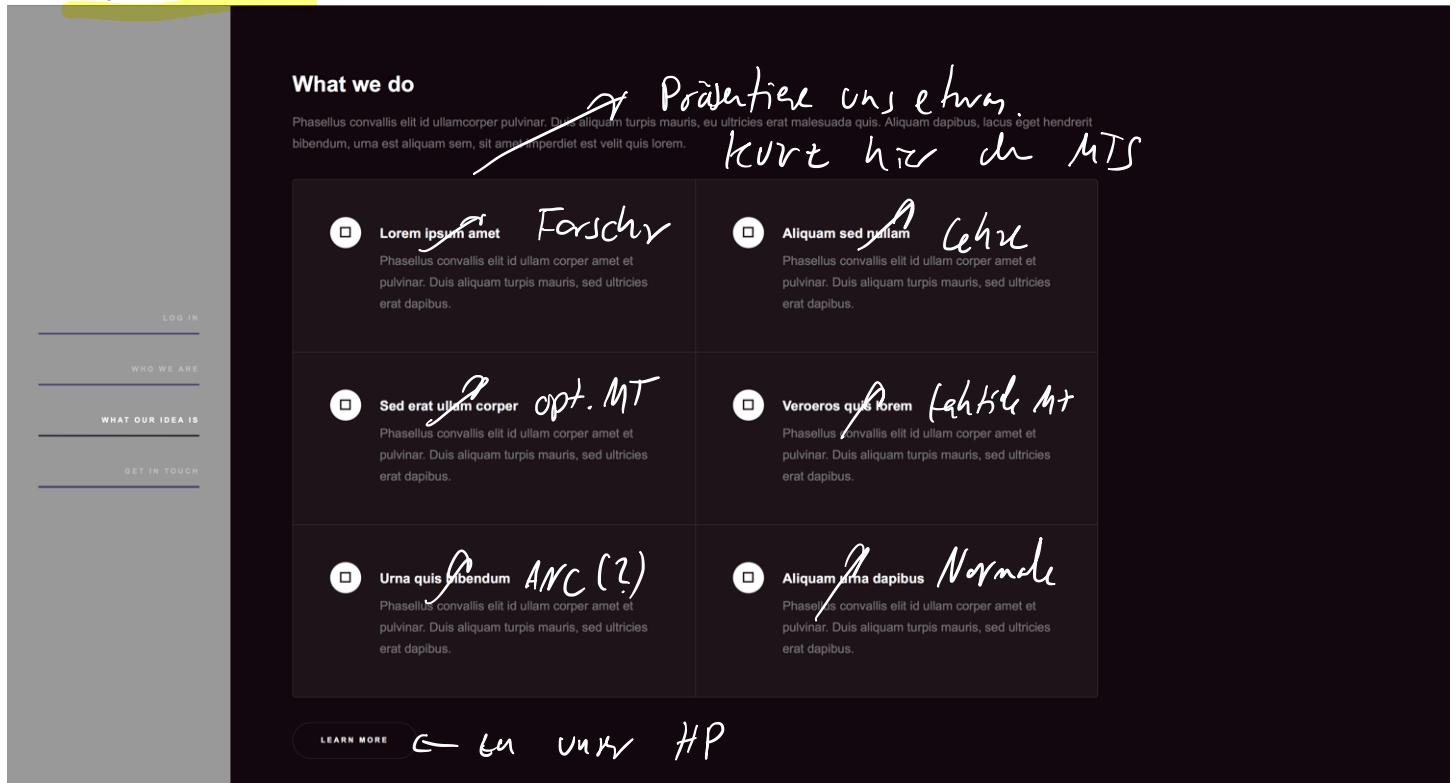 What we do
Präsentiere uns etwas.
Phasellus convallis elit id ullamcorper pulvinar. Duis aliquam turpis mauris, eu ultricies erat malesuada quis. Aliquam dapibus, lacus eget hendrerit
bibendum, urna est aliquam sem, sit amet imperdiet est velit quis lorem.
kurz hier MTS
Lorem ipsum amet Forschr
Phasellus convallis elit id ullam corper amet et
pulvinar. Duis aliquam turpis mauris, sed ultricies
erat dapibus.
Aliquam sed nullam Lehre
Phasellus convallis elit id ullam corper amet et
pulvinar. Duis aliquam turpis mauris, sed ultricies
erat dapibus.
LOG IN
WHO WE ARE
WHAT OUR IDEA IS
GET IN TOUCH
Sed erat ullam corper opt. MT
Phasellus convallis elit id ullam corper amet et
pulvinar. Duis aliquam turpis mauris, sed ultricies
erat dapibus.
Veroeros quis lorem taktile MT
Phasellus convallis elit id ullam corper amet et
pulvinar. Duis aliquam turpis mauris, sed ultricies
erat dapibus.
Urna quis bibendum ANC (?)
Phasellus convallis elit id ullam corper amet et
pulvinar. Duis aliquam turpis mauris, sed ultricies
erat dapibus.
Aliquam urna dapibus Normale
Phasellus convallis elit id ullam corper amet et
pulvinar. Duis aliquam turpis mauris, sed ultricies
erat dapibus.
LEARN MORE ← zu unsr HP